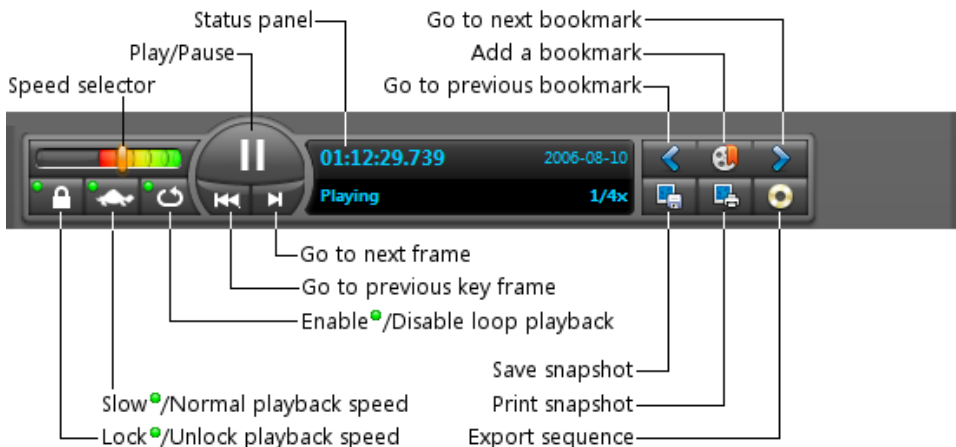 Status panel
Go to next bookmark
Play/Pause
Add a bookmark
Speed selector
Go to previous bookmark
01:12:29.739 2006-08-10
Playing 1/4x
Go to next frame
Go to previous key frame
Enable/Disable loop playback
Save snapshot
Slow/Normal playback speed
Print snapshot
Lock/Unlock playback speed
Export sequence